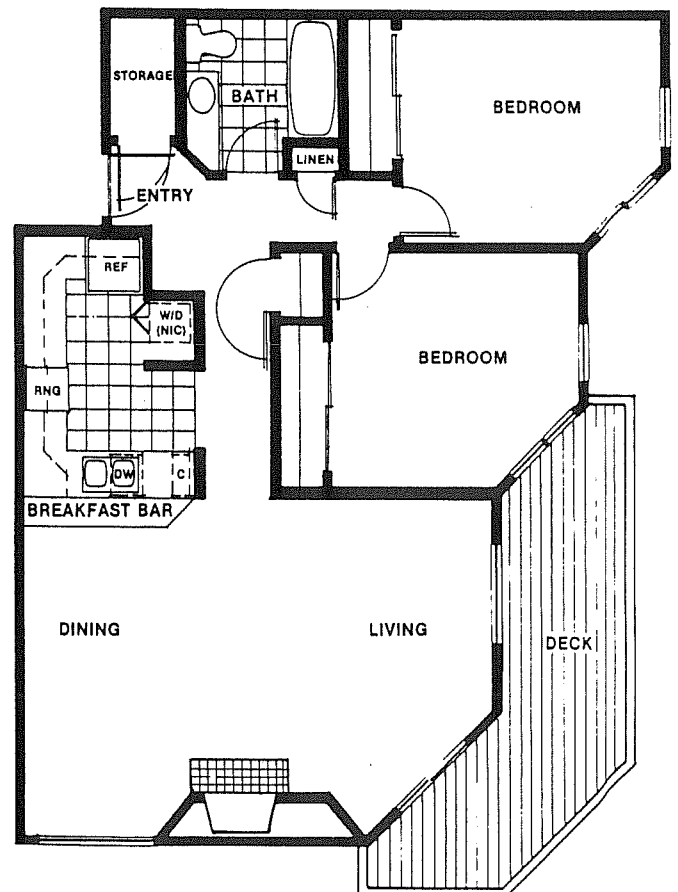 STORAGE
BATH
BEDROOM
LINEN
ENTRY
REF
W/D
(NIC)
BEDROOM
RNG
DW
C
BREAKFAST BAR
DINING
LIVING
DECK